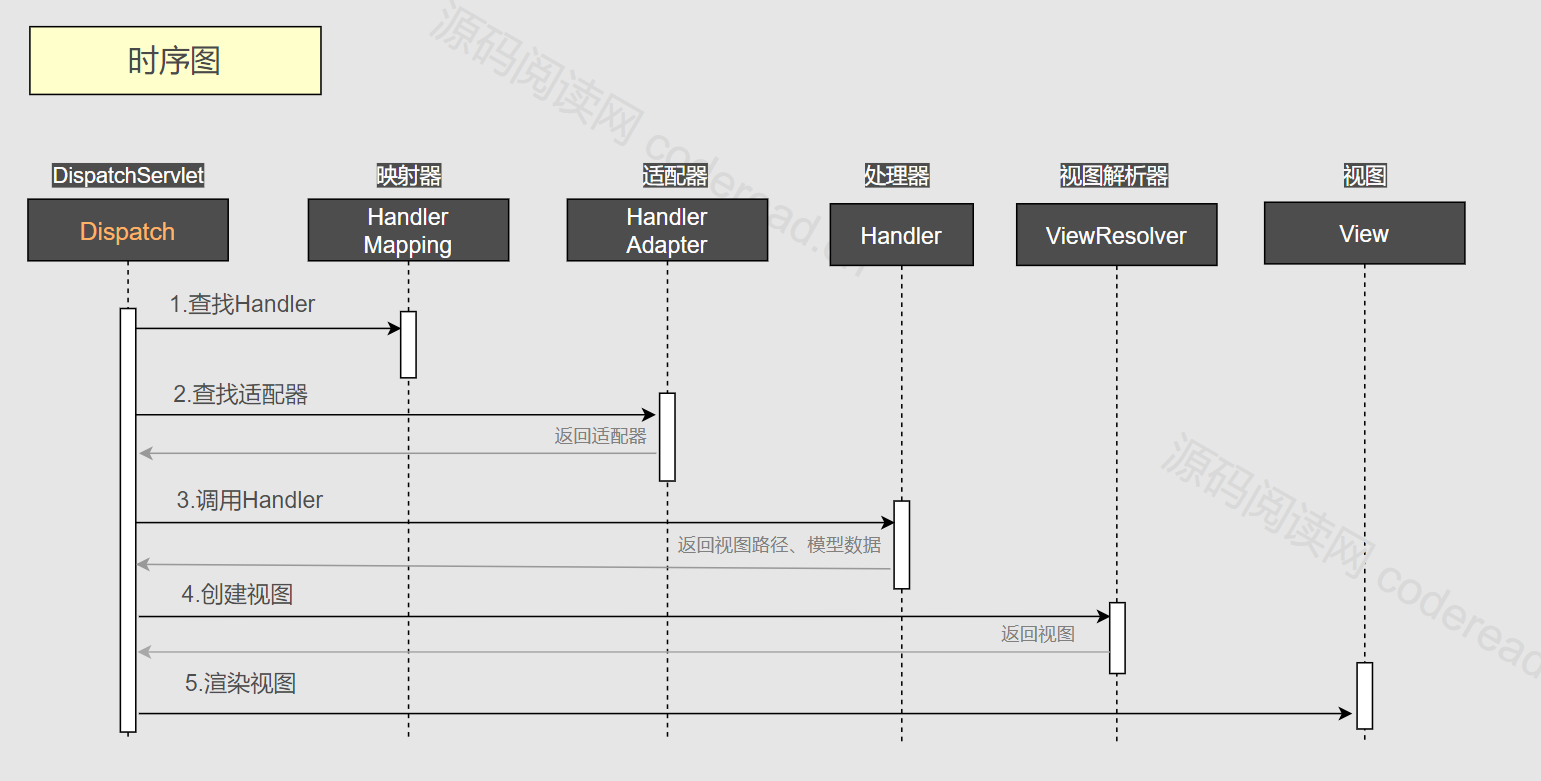 时序图
源码阅读网 coderead.cn
DispatchServlet
映射器
适配器
处理器
视图解析器
视图
Dispatch
Handler
Mapping
Handler
Adapter
Handler
ViewResolver
View
1.查找Handler
2.查找适配器
返回适配器
3.调用Handler
返回视图路径、模型数据
4.创建视图
返回视图
5.渲染视图
源码阅读网 coderead